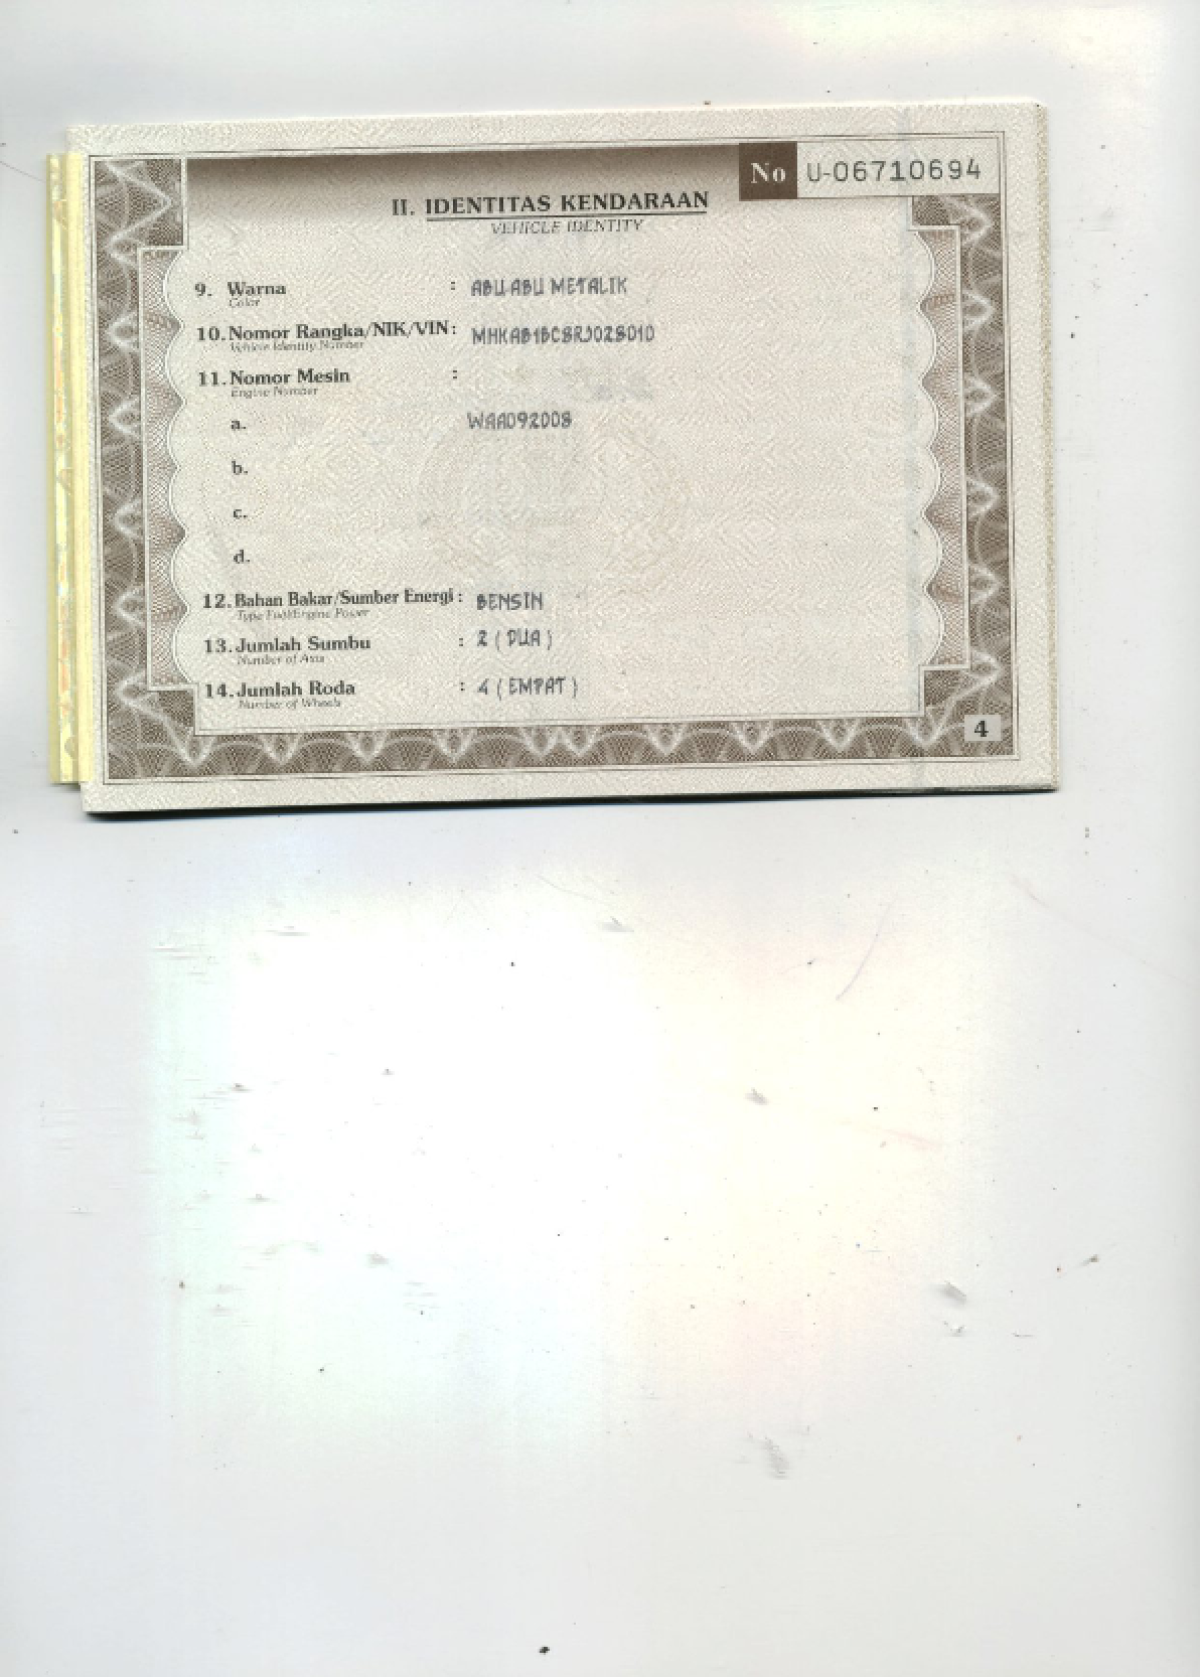 No U-06710694
II. IDENTITAS KENDARAAN
VEHICLE IDENTITY
9. Warna : ABU-ABU METALIK
Color
10. Nomor Rangka/NIK/VIN : MHKAB1BC8RJ028010
Vehicle Identity Number
11. Nomor Mesin :
Engine Number
a. WAA092008
b.
c.
d.
12. Bahan Bakar/Sumber Energi : BENSIN
Type Fuel/Engine Power
13. Jumlah Sumbu : 2 ( DUA )
Number of Axis
14. Jumlah Roda : 4 ( EMPAT )
Number of Wheels
4